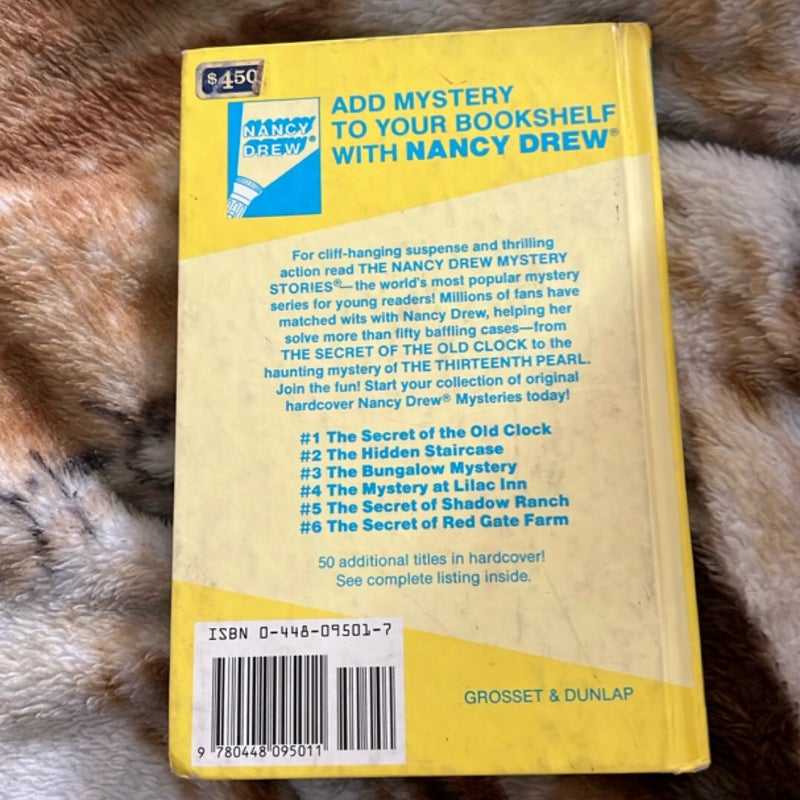 $4.50
NANCY
DREW®
ADD MYSTERY
TO YOUR BOOKSHELF
WITH NANCY DREW®
For cliff-hanging suspense and thrilling
action read THE NANCY DREW MYSTERY
STORIES®—the world's most popular mystery
series for young readers! Millions of fans have
matched wits with Nancy Drew, helping her
solve more than fifty baffling cases—from
THE SECRET OF THE OLD CLOCK to the
haunting mystery of THE THIRTEENTH PEARL.
Join the fun! Start your collection of original
hardcover Nancy Drew® Mysteries today!
#1 The Secret of the Old Clock
#2 The Hidden Staircase
#3 The Bungalow Mystery
#4 The Mystery at Lilac Inn
#5 The Secret of Shadow Ranch
#6 The Secret of Red Gate Farm
50 additional titles in hardcover!
See complete listing inside.
ISBN 0-448-09501-7
9 780448 095011
GROSSET & DUNLAP